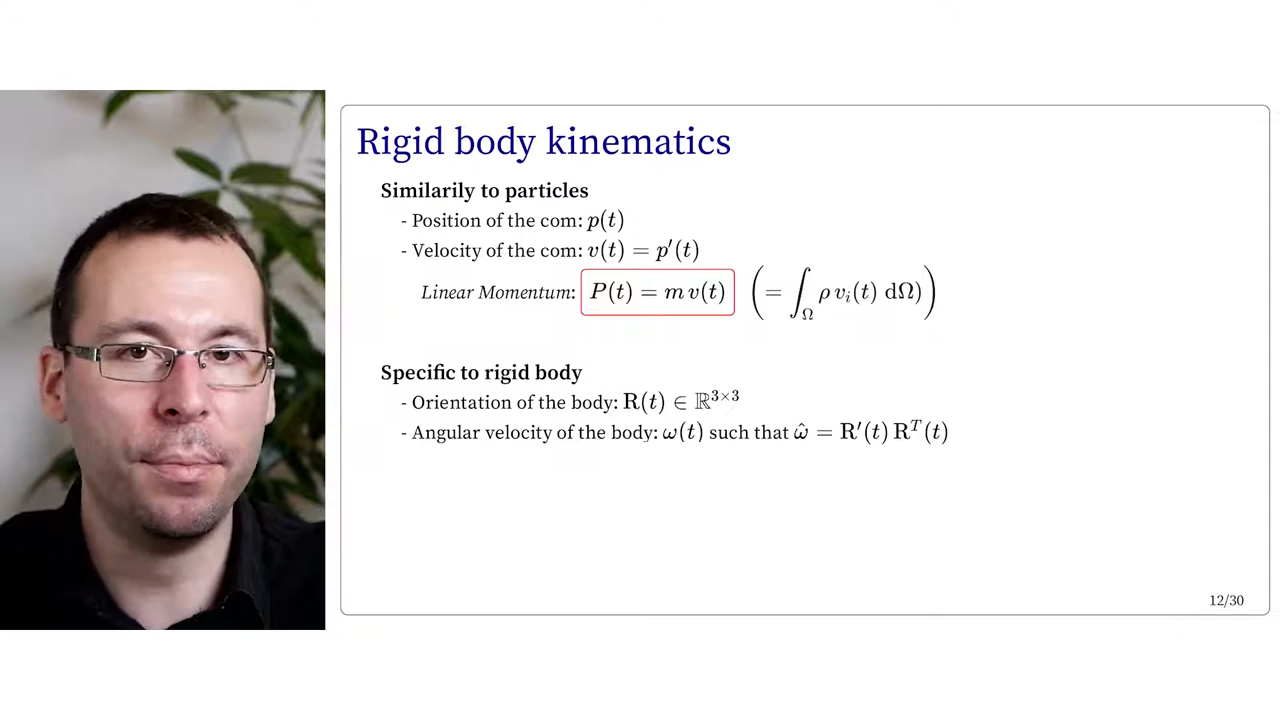 Rigid body kinematics
Similarily to particles
- Position of the com: p(t)
- Velocity of the com: v(t) = p′(t)
Linear Momentum: P(t) = m v(t) (= ∫_Ω ρ v_i(t) dΩ))
Specific to rigid body
- Orientation of the body: R(t) ∈ ℝ^{3×3}
- Angular velocity of the body: ω(t) such that ω̂ = R′(t) R^T(t)
12/30